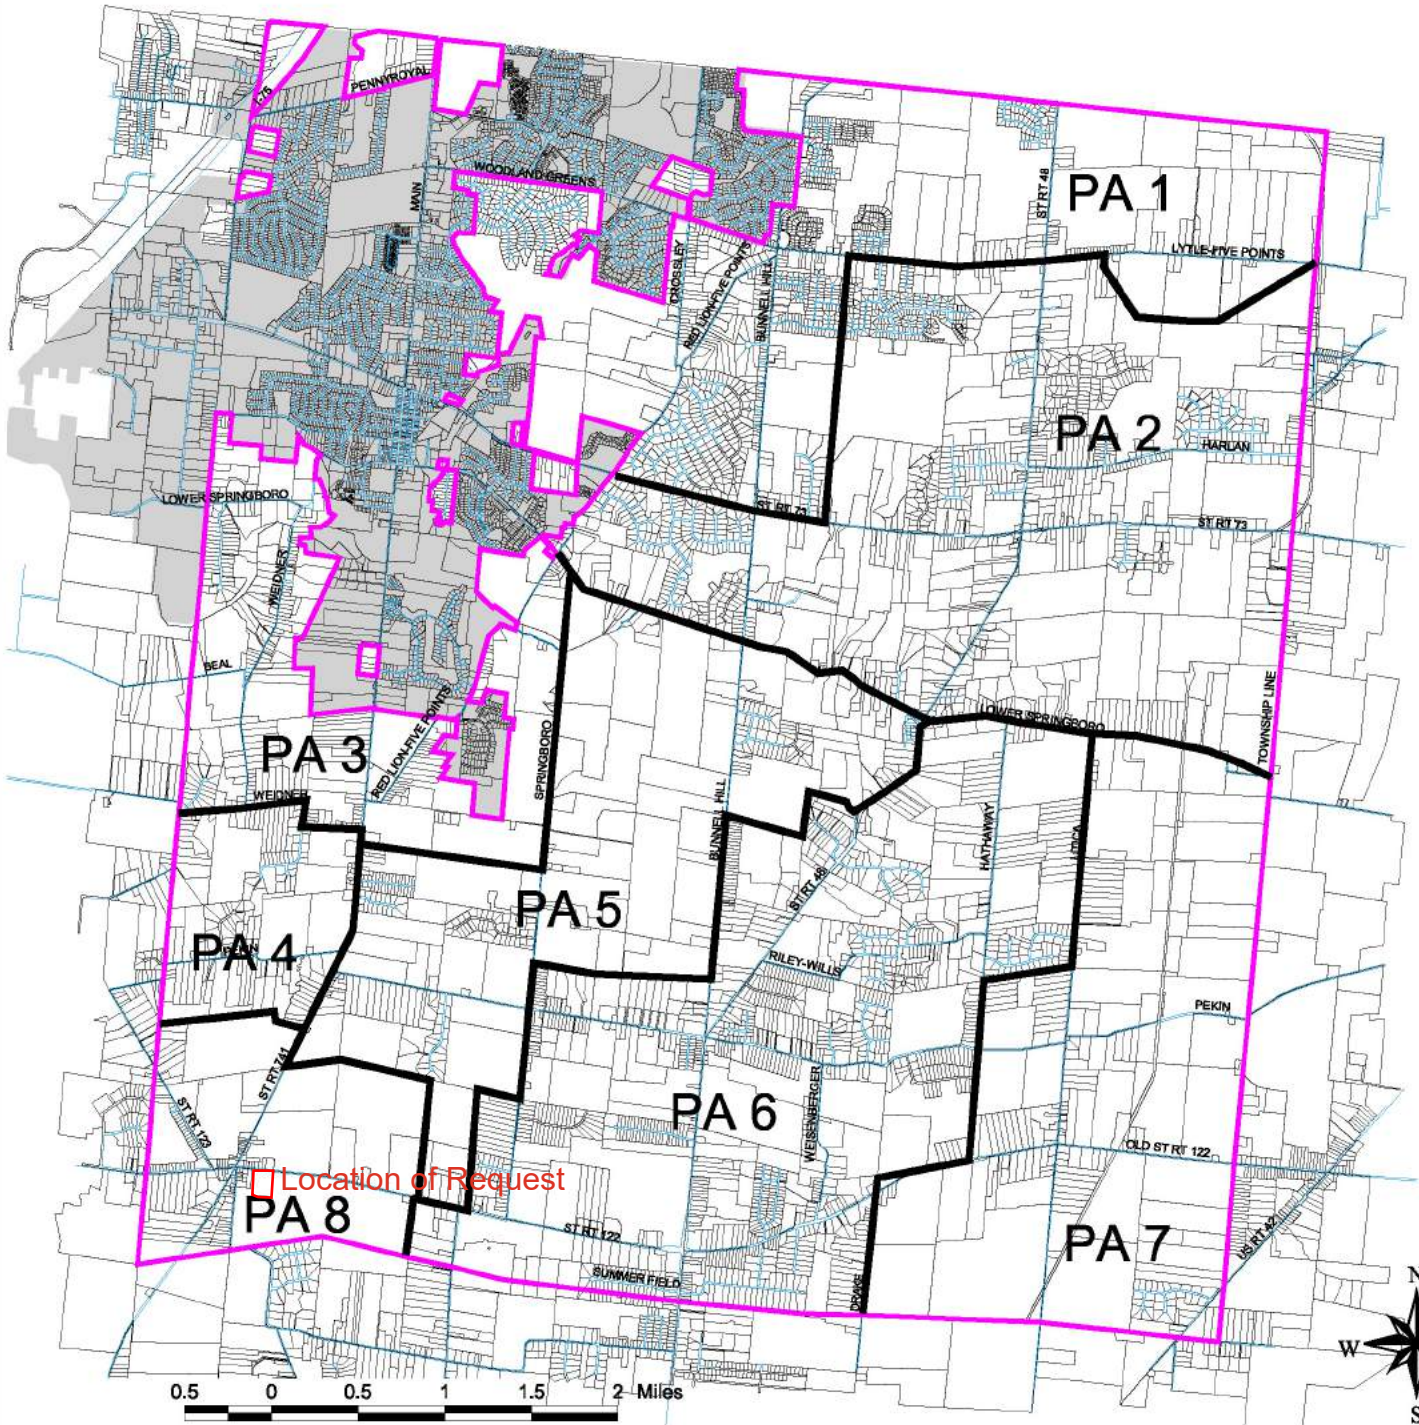 PENNYROYAL
I-75
WOODLAND GREENS
MAIN
ST RT 48
PA 1
CROSSLEY
RED LION-FIVE POINTS
BUNNELL HILL
LYTLE-FIVE POINTS
PA 2
HARLAN
LOWER SPRINGBORO
ST RT 73
ST RT 73
WEIDNER
BEAL
TOWNSHIP LINE
LOWER SPRINGBORO
RED LION-FIVE POINTS
SPRINGBORO
PA 3
WEIDNER
BUNNELL HILL
HATHAWAY
UTICA
ST RT 48
PA 5
PA 4
RILEY-WILLS
PEKIN
ST RT 741
WEISENBERGER
PA 6
ST RT 123
OLD ST RT 122
Location of Request
PA 8
ST RT 122
PA 7
US RT 42
SUMMERFIELD
DRAKE
N
W
S
0.5 0 0.5 1 1.5 2 Miles